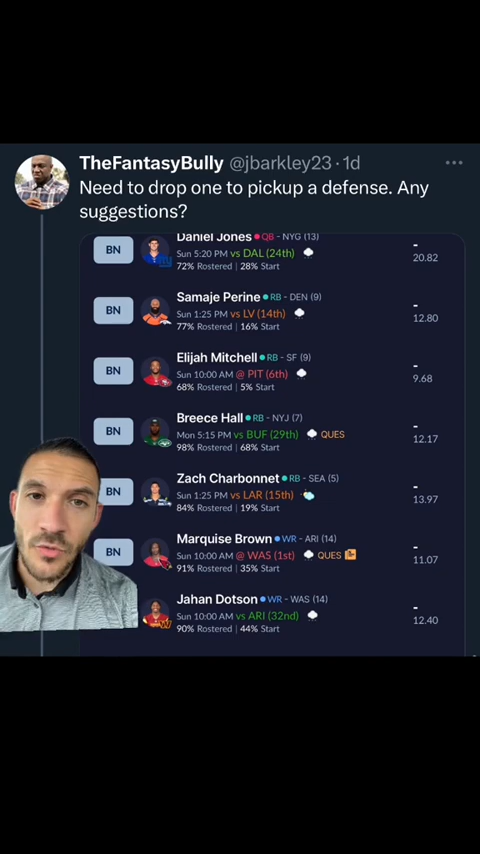 TheFantasyBully @jbarkley23 · 1d
Need to drop one to pickup a defense. Any
suggestions?
BN
Daniel Jones QB - NYG (13)
Sun 5:20 PM vs DAL (24th)
72% Rostered | 28% Start
-
20.82
BN
Samaje Perine RB - DEN (9)
Sun 1:25 PM vs LV (14th)
77% Rostered | 16% Start
-
12.80
BN
Elijah Mitchell RB - SF (9)
Sun 10:00 AM @ PIT (6th)
68% Rostered | 5% Start
-
9.68
BN
Breece Hall RB - NYJ (7)
Mon 5:15 PM vs BUF (29th) QUES
98% Rostered | 68% Start
-
12.17
BN
Zach Charbonnet RB - SEA (5)
Sun 1:25 PM vs LAR (15th)
84% Rostered | 19% Start
-
13.97
BN
Marquise Brown WR - ARI (14)
Sun 10:00 AM @ WAS (1st) QUES
91% Rostered | 35% Start
-
11.07
Jahan Dotson WR - WAS (14)
Sun 10:00 AM vs ARI (32nd)
90% Rostered | 44% Start
-
12.40